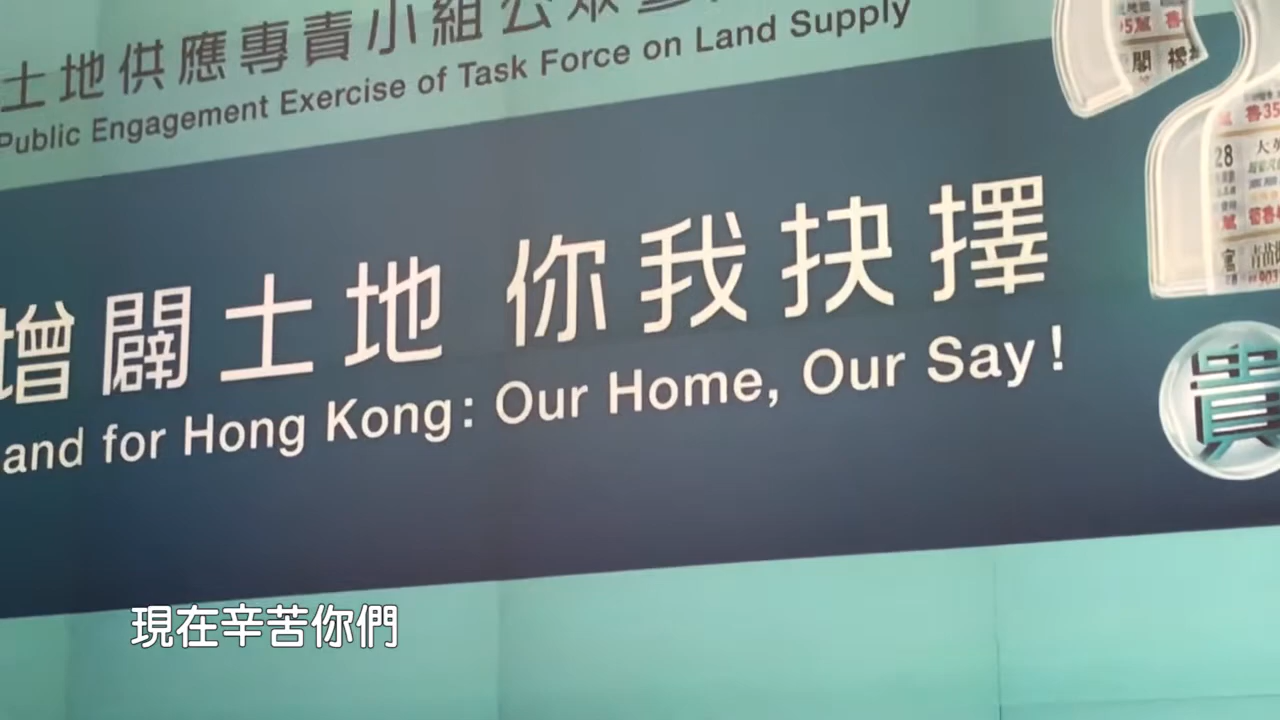 土地供應專責小組公眾
Public Engagement Exercise of Task Force on Land Supply
增闢土地 你我抉擇
and for Hong Kong: Our Home, Our Say!
貴
28
現在辛苦你們